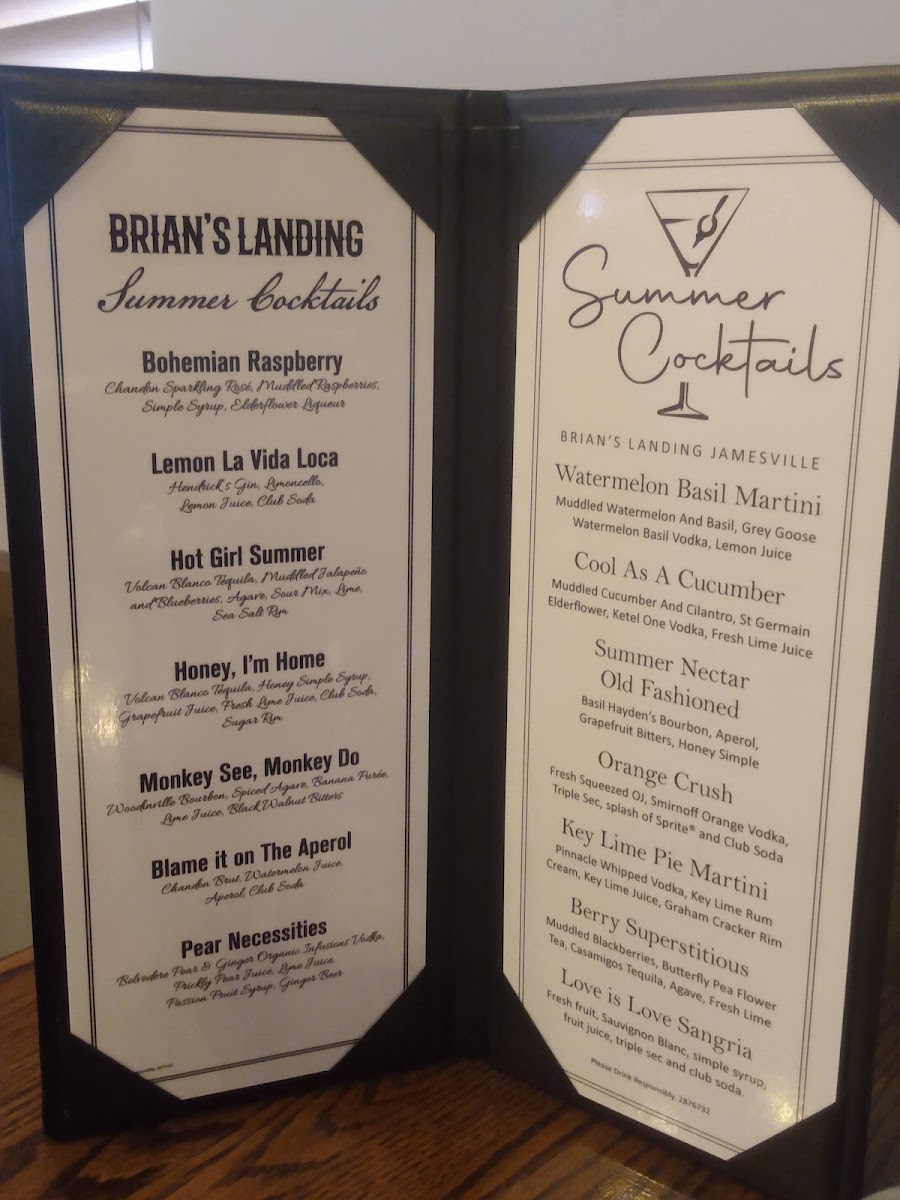 BRIAN'S LANDING
Summer Cocktails
Bohemian Raspberry
Chandon Sparkling Rosé, Muddled Raspberries,
Simple Syrup, Elderflower Liqueur
Lemon La Vida Loca
Hendrick's Gin, Limoncello,
Lemon Juice, Club Soda
Hot Girl Summer
Volcan Blanco Tequila, Muddled Jalapeño
and Blueberries, Agave, Sour Mix, Lime,
Sea Salt Rim
Honey, I'm Home
Volcan Blanco Tequila, Honey Simple Syrup,
Grapefruit Juice, Fresh Lime Juice, Club Soda,
Sugar Rim
Monkey See, Monkey Do
Woodinville Bourbon, Spiced Agave, Banana Purée,
Lime Juice, Black Walnut Bitters
Blame it on The Aperol
Chandon Brut, Watermelon Juice,
Aperol, Club Soda
Pear Necessities
Belvedere Pear & Ginger Organic Infusions Vodka,
Prickly Pear Juice, Lime Juice,
Passion Fruit Syrup, Ginger Beer
Summer
Cocktails
BRIAN'S LANDING JAMESVILLE
Watermelon Basil Martini
Muddled Watermelon And Basil, Grey Goose
Watermelon Basil Vodka, Lemon Juice
Cool As A Cucumber
Muddled Cucumber And Cilantro, St Germain
Elderflower, Ketel One Vodka, Fresh Lime Juice
Summer Nectar
Old Fashioned
Basil Hayden's Bourbon, Aperol,
Grapefruit Bitters, Honey Simple
Orange Crush
Fresh Squeezed OJ, Smirnoff Orange Vodka,
Triple Sec, splash of Sprite® and Club Soda
Key Lime Pie Martini
Pinnacle Whipped Vodka, Key Lime Rum
Cream, Key Lime Juice, Graham Cracker Rim
Berry Superstitious
Muddled Blackberries, Butterfly Pea Flower
Tea, Casamigos Tequila, Agave, Fresh Lime
Love is Love Sangria
Fresh fruit, Sauvignon Blanc, simple syrup,
fruit juice, triple sec and club soda.
Please Drink Responsibly. 2876732